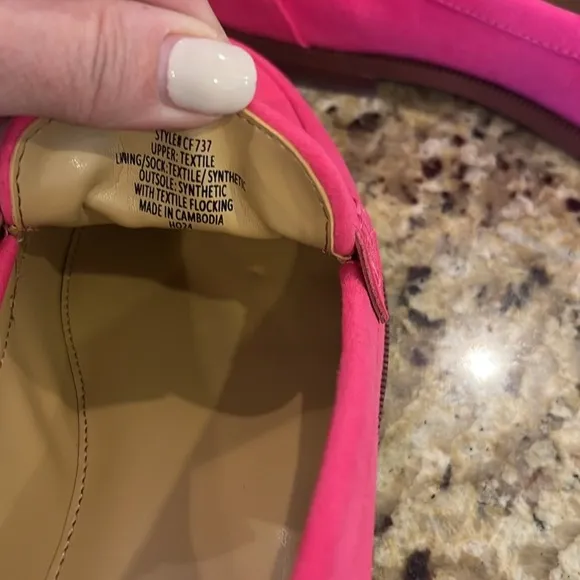 STYLE# CF737
UPPER: TEXTILE
LINING/SOCK: TEXTILE/ SYNTHETIC
OUTSOLE: SYNTHETIC
WITH TEXTILE FLOCKING
MADE IN CAMBODIA